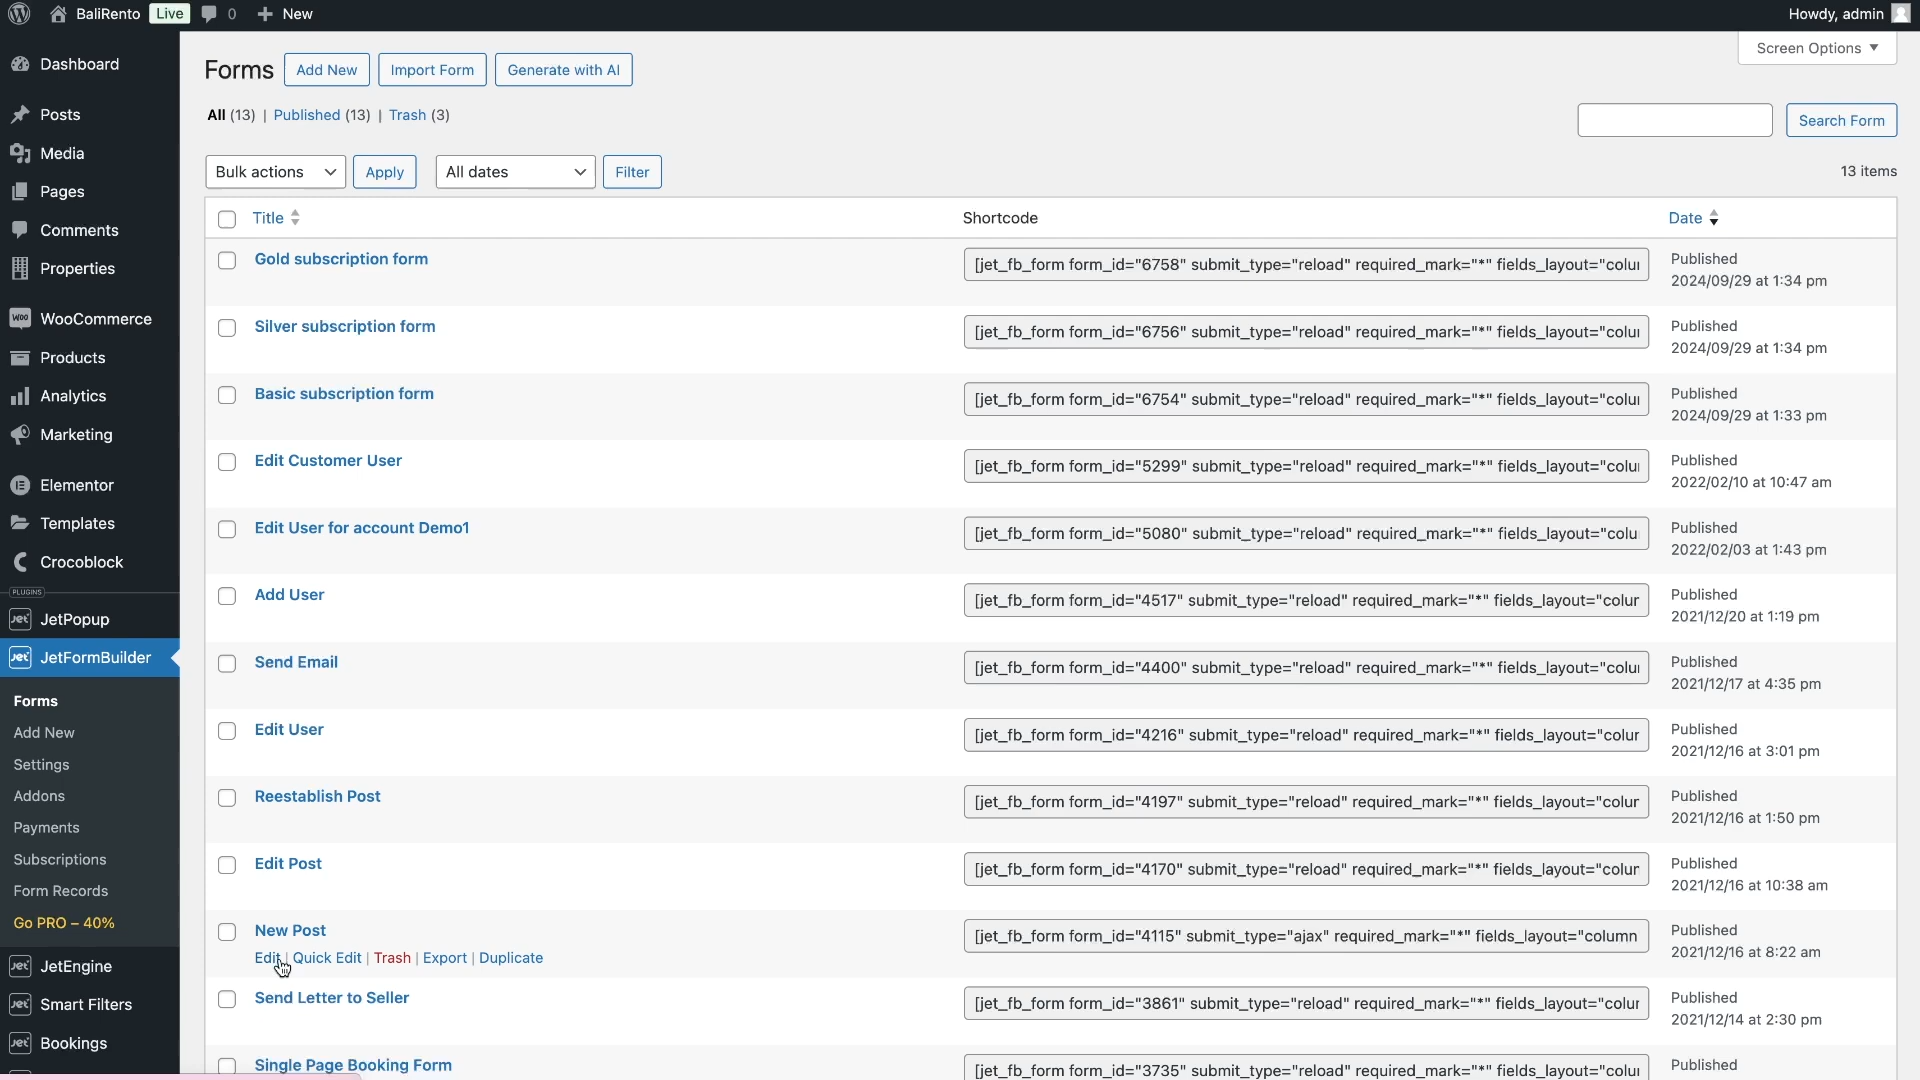 BaliRento Live 0 New Howdy, admin
Screen Options
Dashboard
Posts
Media
Pages
Comments
Properties
WooCommerce
Products
Analytics
Marketing
Elementor
Templates
Crocoblock
PLUGINS
JetPopup
JetFormBuilder
Forms
Add New
Settings
Addons
Payments
Subscriptions
Form Records
Go PRO – 40%
JetEngine
Smart Filters
Bookings
Forms Add New Import Form Generate with AI
All (13) | Published (13) | Trash (3)
Search Form
Bulk actions Apply All dates Filter 13 items
Title Shortcode Date
Gold subscription form [jet_fb_form form_id="6758" submit_type="reload" required_mark="*" fields_layout="colu Published
2024/09/29 at 1:34 pm
Silver subscription form [jet_fb_form form_id="6756" submit_type="reload" required_mark="*" fields_layout="colu Published
2024/09/29 at 1:34 pm
Basic subscription form [jet_fb_form form_id="6754" submit_type="reload" required_mark="*" fields_layout="colu Published
2024/09/29 at 1:33 pm
Edit Customer User [jet_fb_form form_id="5299" submit_type="reload" required_mark="*" fields_layout="colu Published
2022/02/10 at 10:47 am
Edit User for account Demo1 [jet_fb_form form_id="5080" submit_type="reload" required_mark="*" fields_layout="colu Published
2022/02/03 at 1:43 pm
Add User [jet_fb_form form_id="4517" submit_type="reload" required_mark="*" fields_layout="colur Published
2021/12/20 at 1:19 pm
Send Email [jet_fb_form form_id="4400" submit_type="reload" required_mark="*" fields_layout="colu Published
2021/12/17 at 4:35 pm
Edit User [jet_fb_form form_id="4216" submit_type="reload" required_mark="*" fields_layout="colur Published
2021/12/16 at 3:01 pm
Reestablish Post [jet_fb_form form_id="4197" submit_type="reload" required_mark="*" fields_layout="colur Published
2021/12/16 at 1:50 pm
Edit Post [jet_fb_form form_id="4170" submit_type="reload" required_mark="*" fields_layout="colur Published
2021/12/16 at 10:38 am
New Post [jet_fb_form form_id="4115" submit_type="ajax" required_mark="*" fields_layout="column Published
Edit | Quick Edit | Trash | Export | Duplicate 2021/12/16 at 8:22 am
Send Letter to Seller [jet_fb_form form_id="3861" submit_type="reload" required_mark="*" fields_layout="colur Published
2021/12/14 at 2:30 pm
Single Page Booking Form [jet_fb_form form_id="3735" submit_type="reload" required_mark="*" fields_layout="colu Published